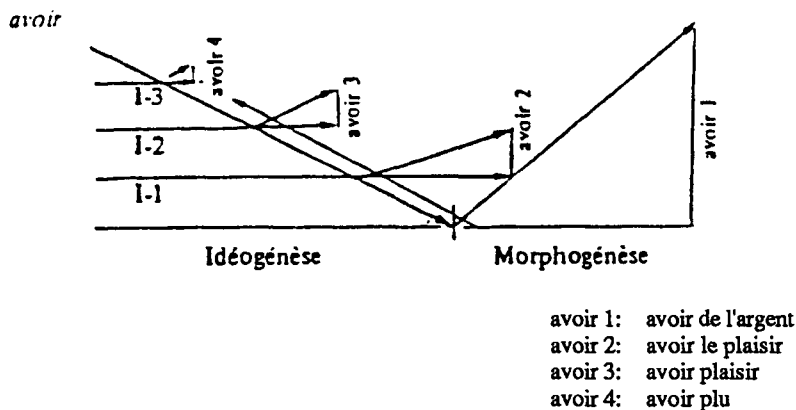 avoir
avoir 4
I-3
avoir 3
I-2
avoir 2
I-1
avoir 1
Idéogénèse
Morphogénèse
avoir 1: avoir de l'argent
avoir 2: avoir le plaisir
avoir 3: avoir plaisir
avoir 4: avoir plu